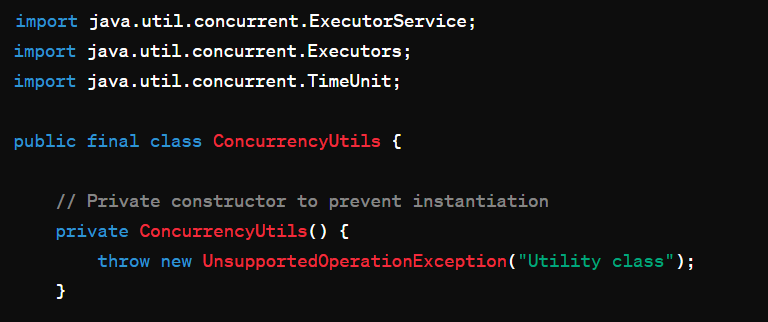 import java.util.concurrent.ExecutorService;
import java.util.concurrent.Executors;
import java.util.concurrent.TimeUnit;
public final class ConcurrencyUtils {
// Private constructor to prevent instantiation
private ConcurrencyUtils() {
throw new UnsupportedOperationException("Utility class");
}